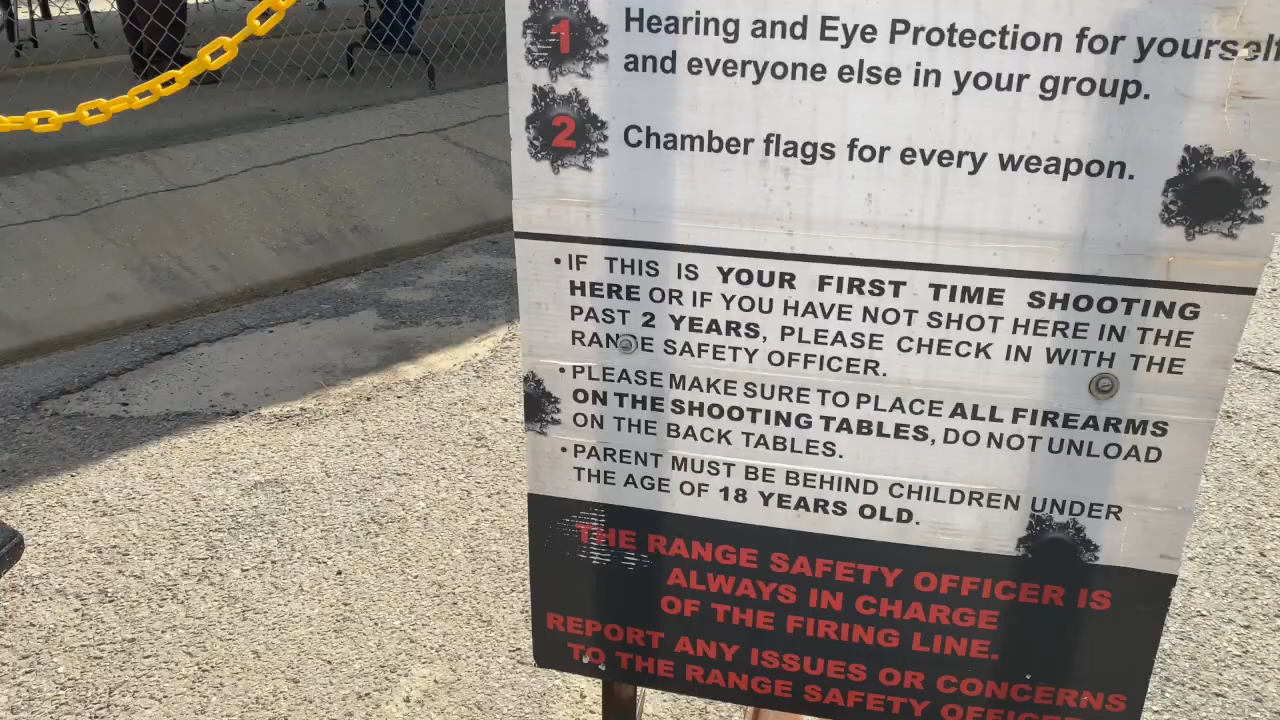 1 Hearing and Eye Protection for yourself
and everyone else in your group.
2 Chamber flags for every weapon.
• IF THIS IS YOUR FIRST TIME SHOOTING
HERE OR IF YOU HAVE NOT SHOT HERE IN THE
PAST 2 YEARS, PLEASE CHECK IN WITH THE
RANGE SAFETY OFFICER.
• PLEASE MAKE SURE TO PLACE ALL FIREARMS
ON THE SHOOTING TABLES, DO NOT UNLOAD
ON THE BACK TABLES.
• PARENT MUST BE BEHIND CHILDREN UNDER
THE AGE OF 18 YEARS OLD.
THE RANGE SAFETY OFFICER IS
ALWAYS IN CHARGE
OF THE FIRING LINE.
REPORT ANY ISSUES OR CONCERNS
TO THE RANGE SAFETY